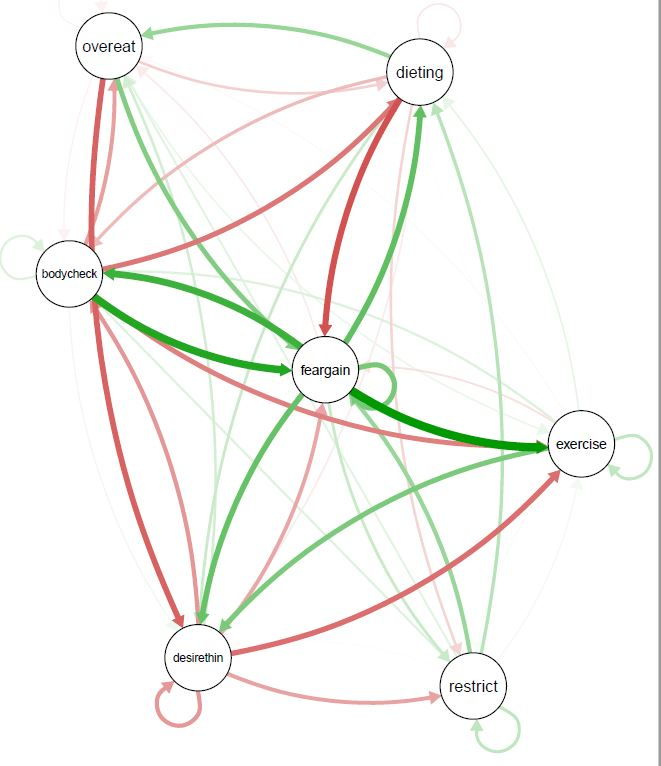 overeat
dieting
bodycheck
feargain
exercise
desirethin
restrict